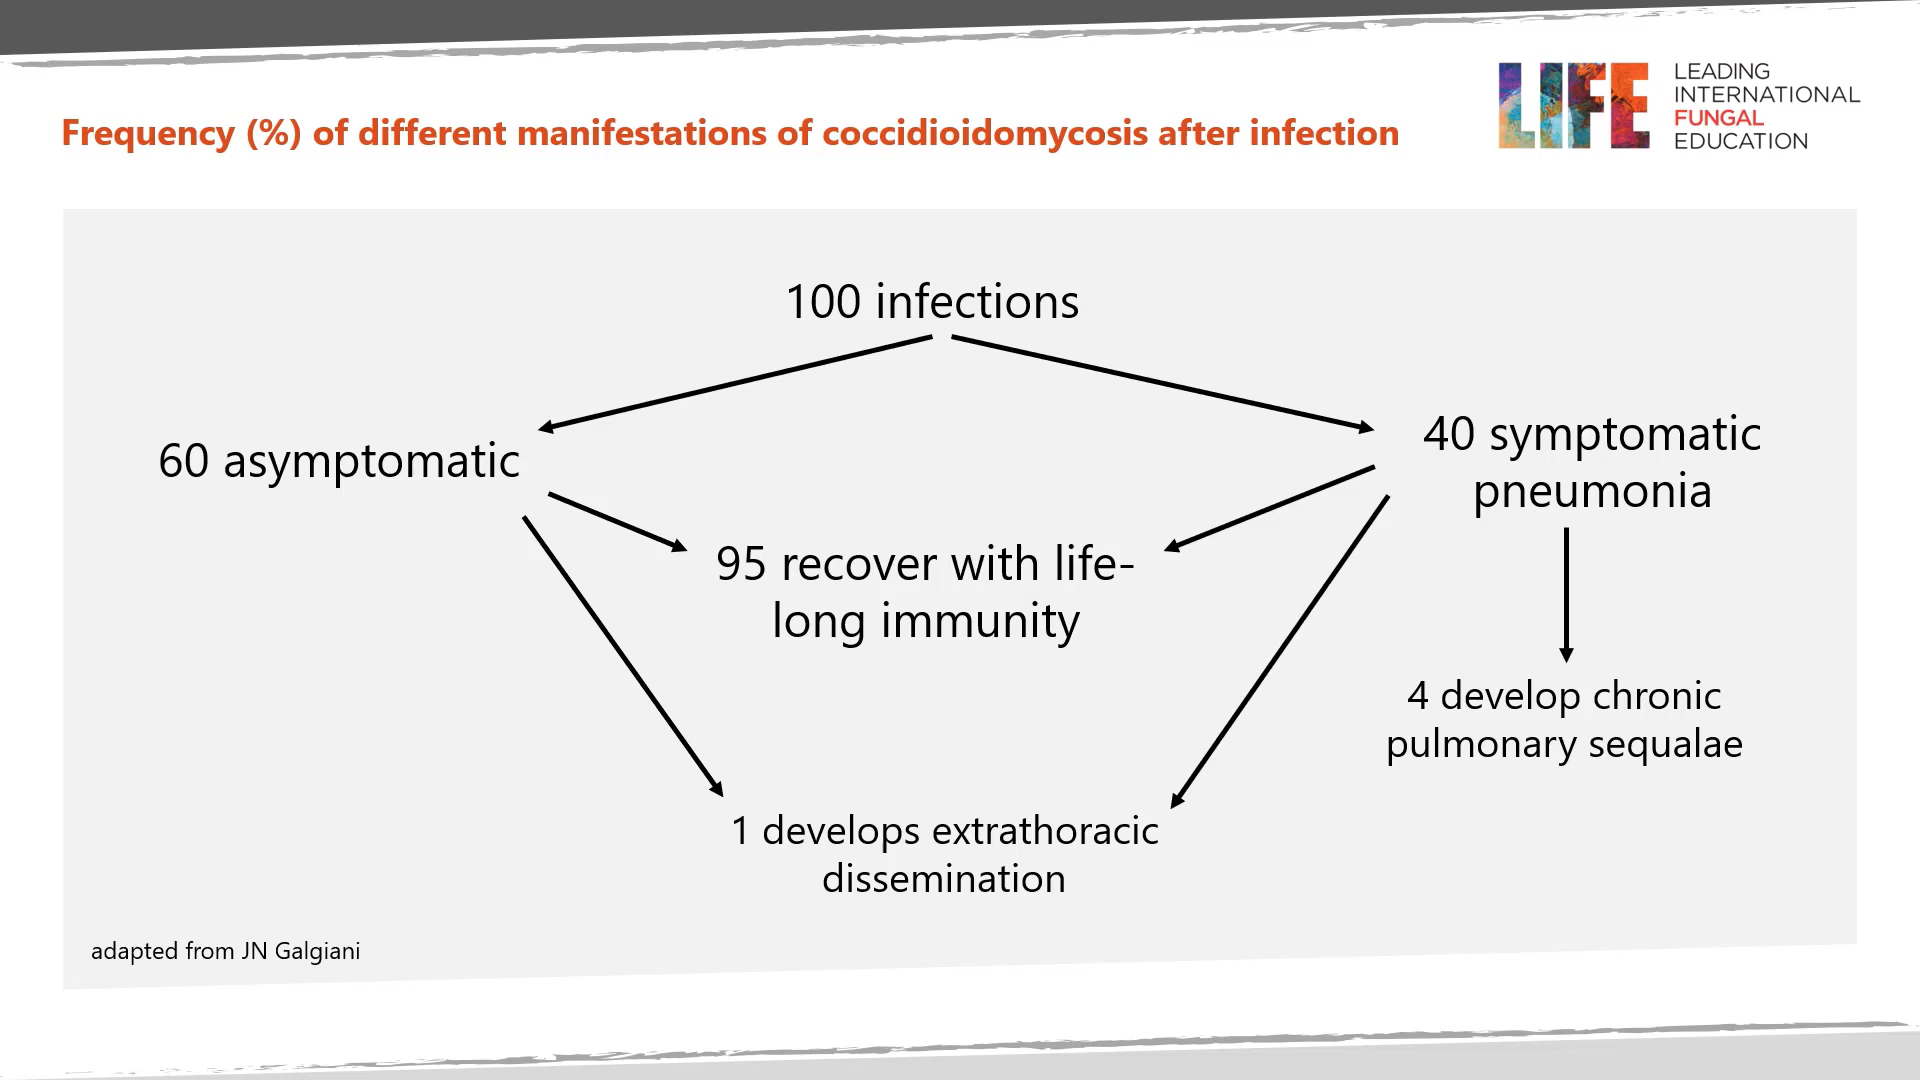 Frequency (%) of different manifestations of coccidioidomycosis after infection
LIFE
LEADING
INTERNATIONAL
FUNGAL
EDUCATION
100 infections
60 asymptomatic
40 symptomatic
pneumonia
95 recover with life-
long immunity
4 develop chronic
pulmonary sequalae
1 develops extrathoracic
dissemination
adapted from JN Galgiani